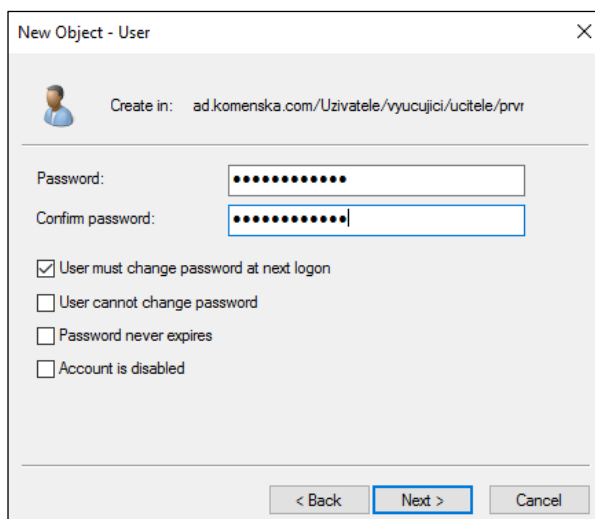 New Object - User
Create in: ad.komenska.com/Uzivatele/vyucujici/ucitele/prvr
Password: ●●●●●●●●●●●●
Confirm password: ●●●●●●●●●●●●
User must change password at next logon
User cannot change password
Password never expires
Account is disabled
< Back Next > Cancel